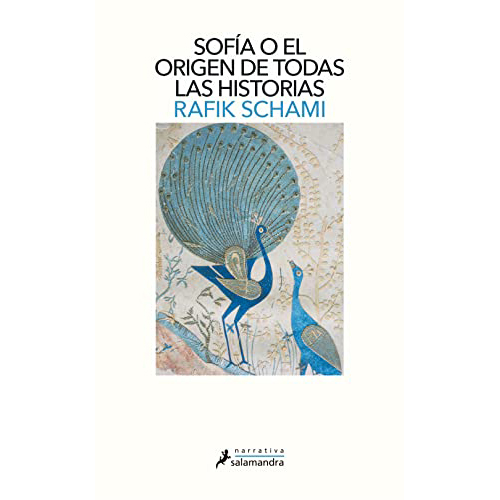 SOFÍA O EL
ORIGEN DE TODAS
LAS HISTORIAS
RAFIK SCHAMI
narrativa
salamandra